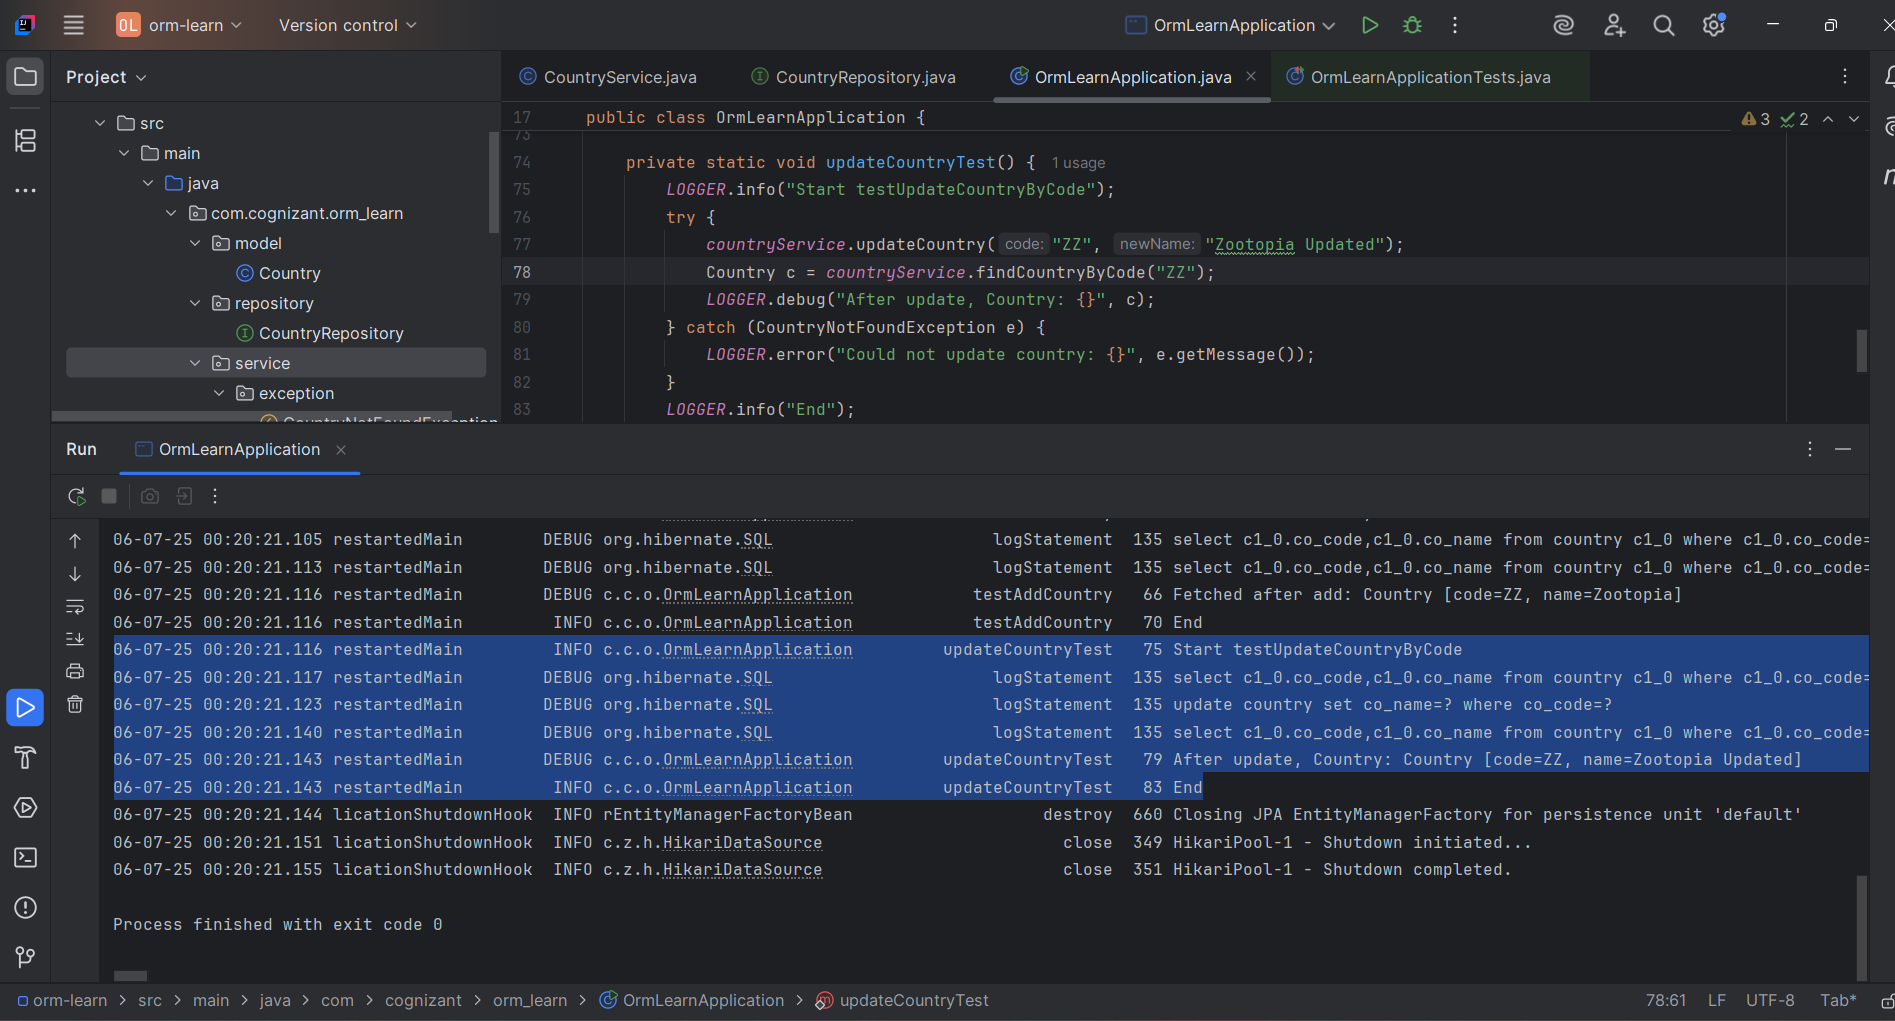 OL orm-learn Version control OrmLearnApplication
Project
src
main
java
com.cognizant.orm_learn
model
Country
repository
CountryRepository
service
exception
CountryNotFoundException
CountryService.java CountryRepository.java OrmLearnApplication.java OrmLearnApplicationTests.java
17 public class OrmLearnApplication { 3 2
73
74 private static void updateCountryTest() { 1 usage
75 LOGGER.info("Start testUpdateCountryByCode");
76 try {
77 countryService.updateCountry( code: "ZZ", newName: "Zootopia Updated");
78 Country c = countryService.findCountryByCode("ZZ");
79 LOGGER.debug("After update, Country: {}", c);
80 } catch (CountryNotFoundException e) {
81 LOGGER.error("Could not update country: {}", e.getMessage());
82 }
83 LOGGER.info("End");
Run OrmLearnApplication
06-07-25 00:20:21.105 restartedMain DEBUG org.hibernate.SQL logStatement 135 select c1_0.co_code,c1_0.co_name from country c1_0 where c1_0.co_code=
06-07-25 00:20:21.113 restartedMain DEBUG org.hibernate.SQL logStatement 135 select c1_0.co_code,c1_0.co_name from country c1_0 where c1_0.co_code=
06-07-25 00:20:21.116 restartedMain DEBUG c.c.o.OrmLearnApplication testAddCountry 66 Fetched after add: Country [code=ZZ, name=Zootopia]
06-07-25 00:20:21.116 restartedMain INFO c.c.o.OrmLearnApplication testAddCountry 70 End
06-07-25 00:20:21.116 restartedMain INFO c.c.o.OrmLearnApplication updateCountryTest 75 Start testUpdateCountryByCode
06-07-25 00:20:21.117 restartedMain DEBUG org.hibernate.SQL logStatement 135 select c1_0.co_code,c1_0.co_name from country c1_0 where c1_0.co_code=
06-07-25 00:20:21.123 restartedMain DEBUG org.hibernate.SQL logStatement 135 update country set co_name=? where co_code=?
06-07-25 00:20:21.140 restartedMain DEBUG org.hibernate.SQL logStatement 135 select c1_0.co_code,c1_0.co_name from country c1_0 where c1_0.co_code=
06-07-25 00:20:21.143 restartedMain DEBUG c.c.o.OrmLearnApplication updateCountryTest 79 After update, Country: Country [code=ZZ, name=Zootopia Updated]
06-07-25 00:20:21.143 restartedMain INFO c.c.o.OrmLearnApplication updateCountryTest 83 End
06-07-25 00:20:21.144 licationShutdownHook INFO rEntityManagerFactoryBean destroy 660 Closing JPA EntityManagerFactory for persistence unit 'default'
06-07-25 00:20:21.151 licationShutdownHook INFO c.z.h.HikariDataSource close 349 HikariPool-1 - Shutdown initiated...
06-07-25 00:20:21.155 licationShutdownHook INFO c.z.h.HikariDataSource close 351 HikariPool-1 - Shutdown completed.
Process finished with exit code 0
orm-learn > src > main > java > com > cognizant > orm_learn > OrmLearnApplication > updateCountryTest 78:61 LF UTF-8 Tab*